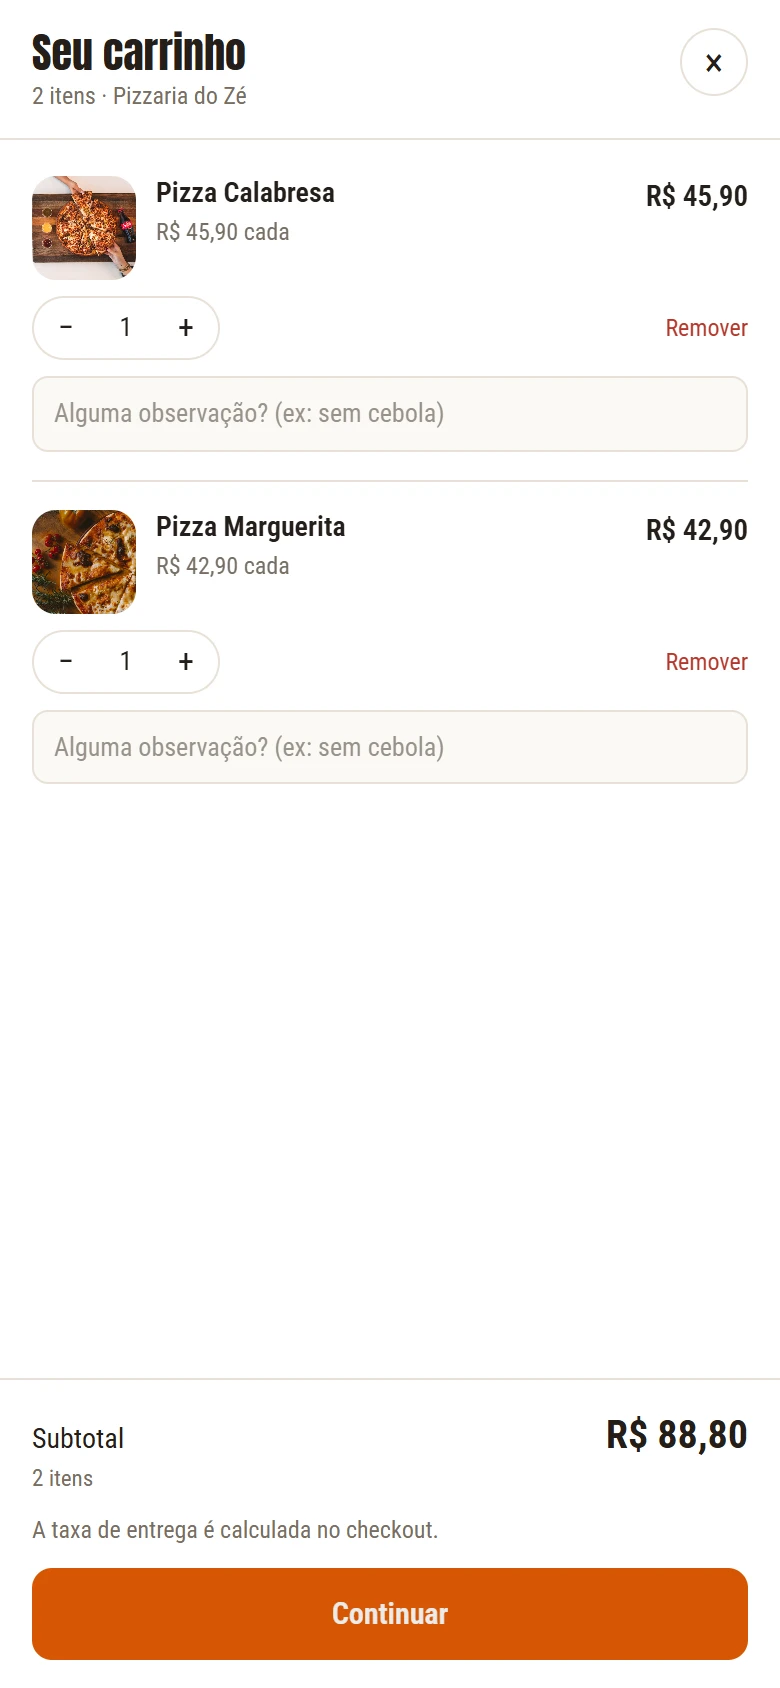 Seu carrinho
2 itens · Pizzaria do Zé
×
Pizza Calabresa
R$ 45,90
R$ 45,90 cada
− 1 +
Remover
Alguma observação? (ex: sem cebola)
Pizza Marguerita
R$ 42,90
R$ 42,90 cada
− 1 +
Remover
Alguma observação? (ex: sem cebola)
Subtotal
R$ 88,80
2 itens
A taxa de entrega é calculada no checkout.
Continuar